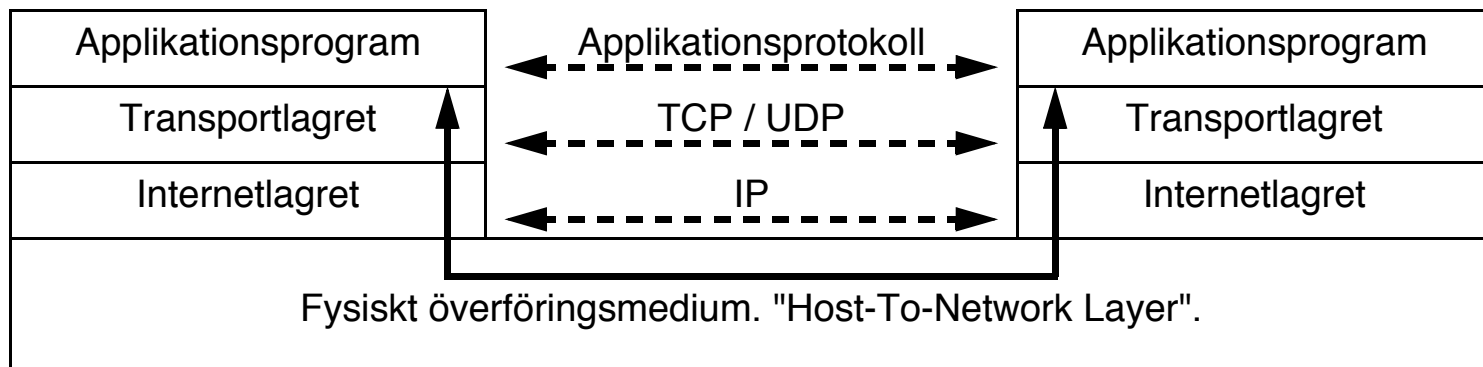 Applikationsprogram Applikationsprotokoll Applikationsprogram
Transportlagret TCP / UDP Transportlagret
Internetlagret IP Internetlagret
Fysiskt överföringsmedium. "Host-To-Network Layer".